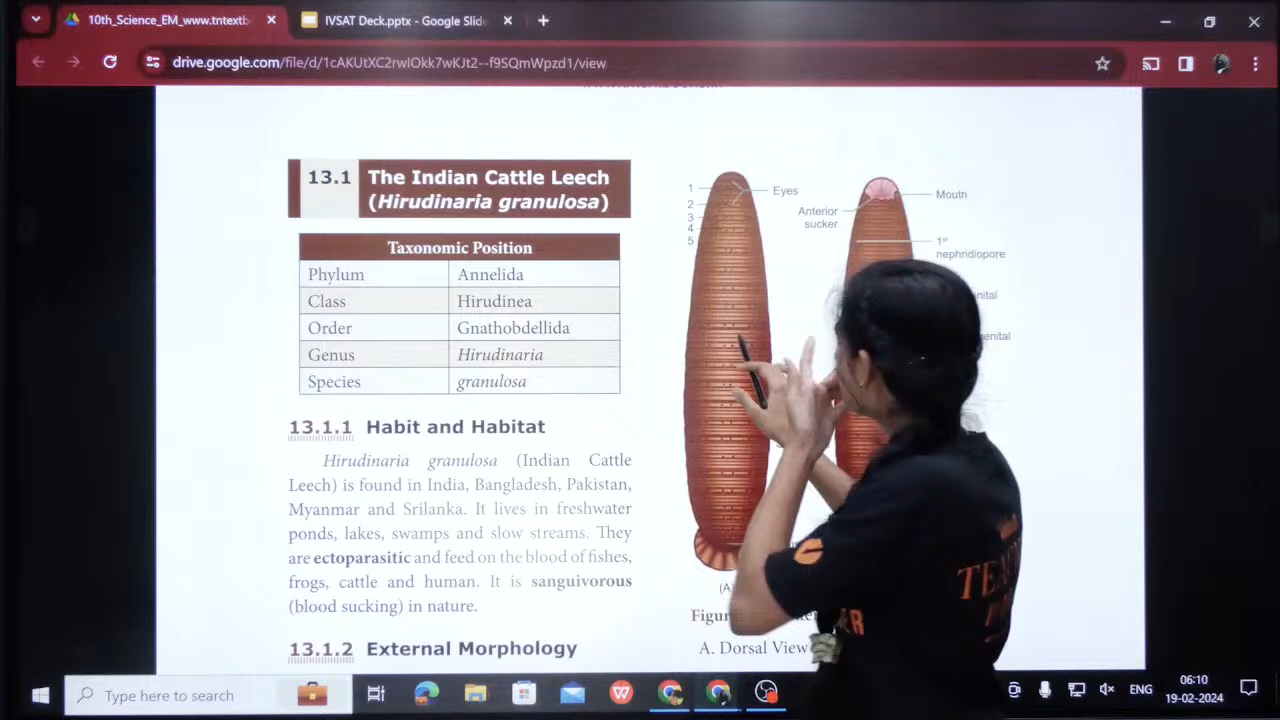 10th_Science_EM_www.tntextb
IVSAT Deck.pptx - Google Slid
drive.google.com/file/d/1cAKUtXC2rwIOkk7wKJt2--f9SQmWpzd1/view
13.1 The Indian Cattle Leech
(Hirudinaria granulosa)
Taxonomic Position
Phylum Annelida
Class Hirudinea
Order Gnathobdellida
Genus Hirudinaria
Species granulosa
13.1.1 Habit and Habitat
Hirudinaria granulosa (Indian Cattle
Leech) is found in India, Bangladesh, Pakistan,
Myanmar and Srilanka. It lives in freshwater
ponds, lakes, swamps and slow streams. They
are ectoparasitic and feed on the blood of fishes,
frogs, cattle and human. It is sanguivorous
(blood sucking) in nature.
13.1.2 External Morphology
1
2
3
4
5
Eyes
Anterior
sucker
Moutn
1st
nephridiopore
nital
enital
(A
Figur
A. Dorsal View
TEA
Type here to search
ENG
06:10
19-02-2024